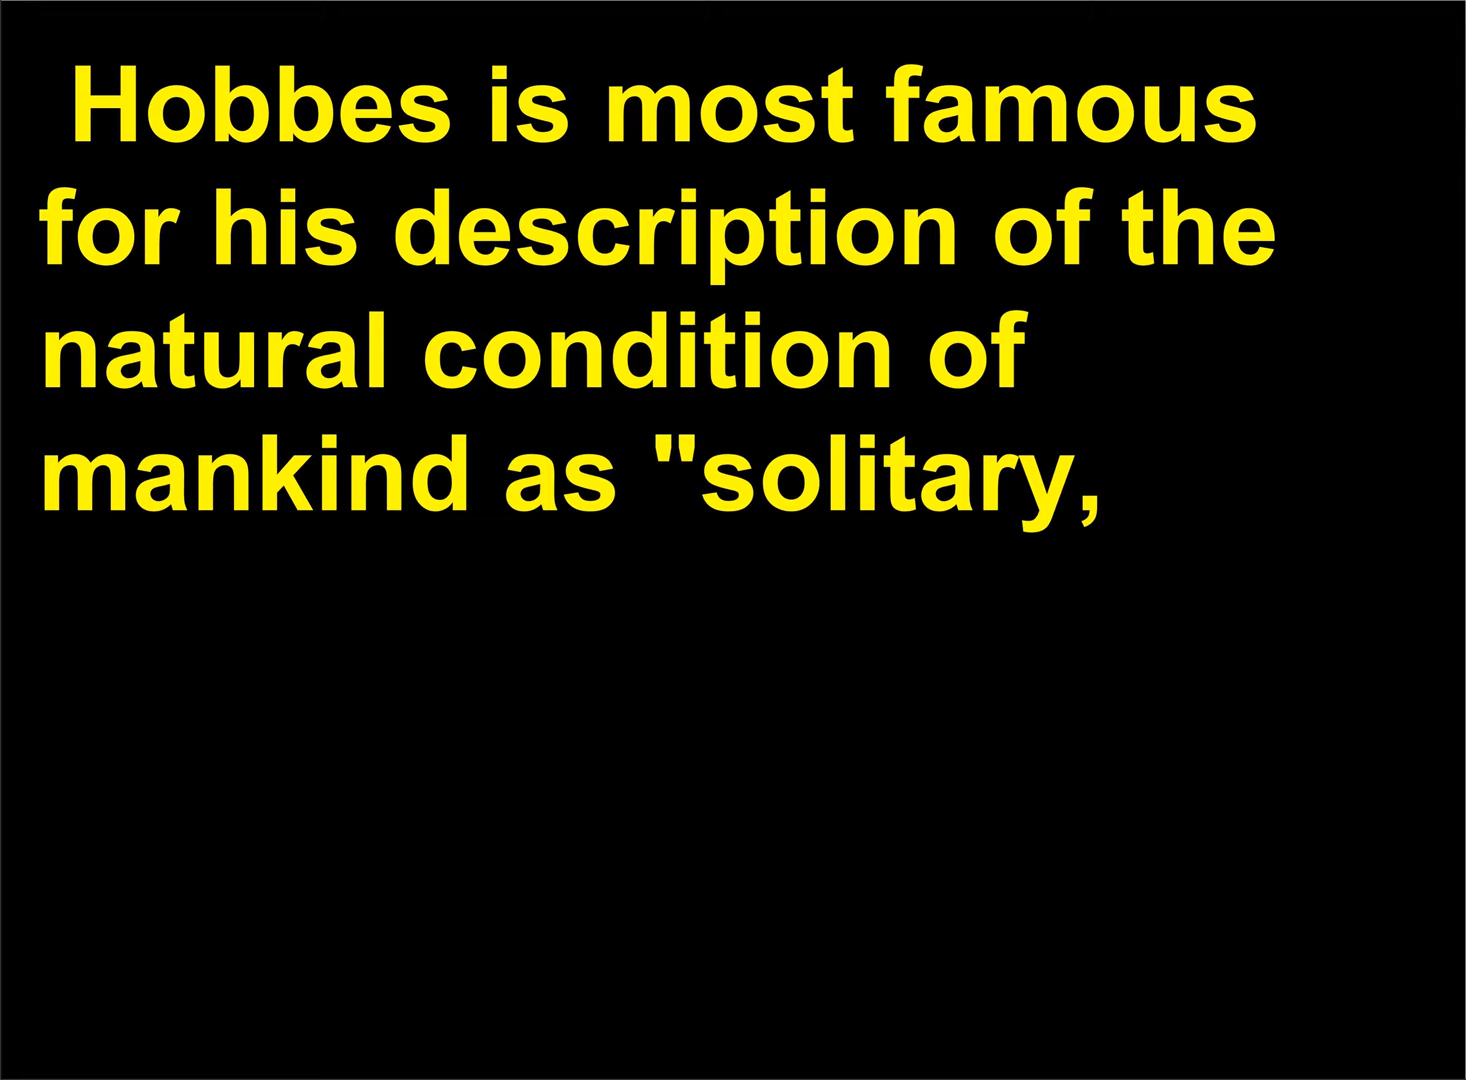 Hobbes is most famous
for his description of the
natural condition of
mankind as "solitary,